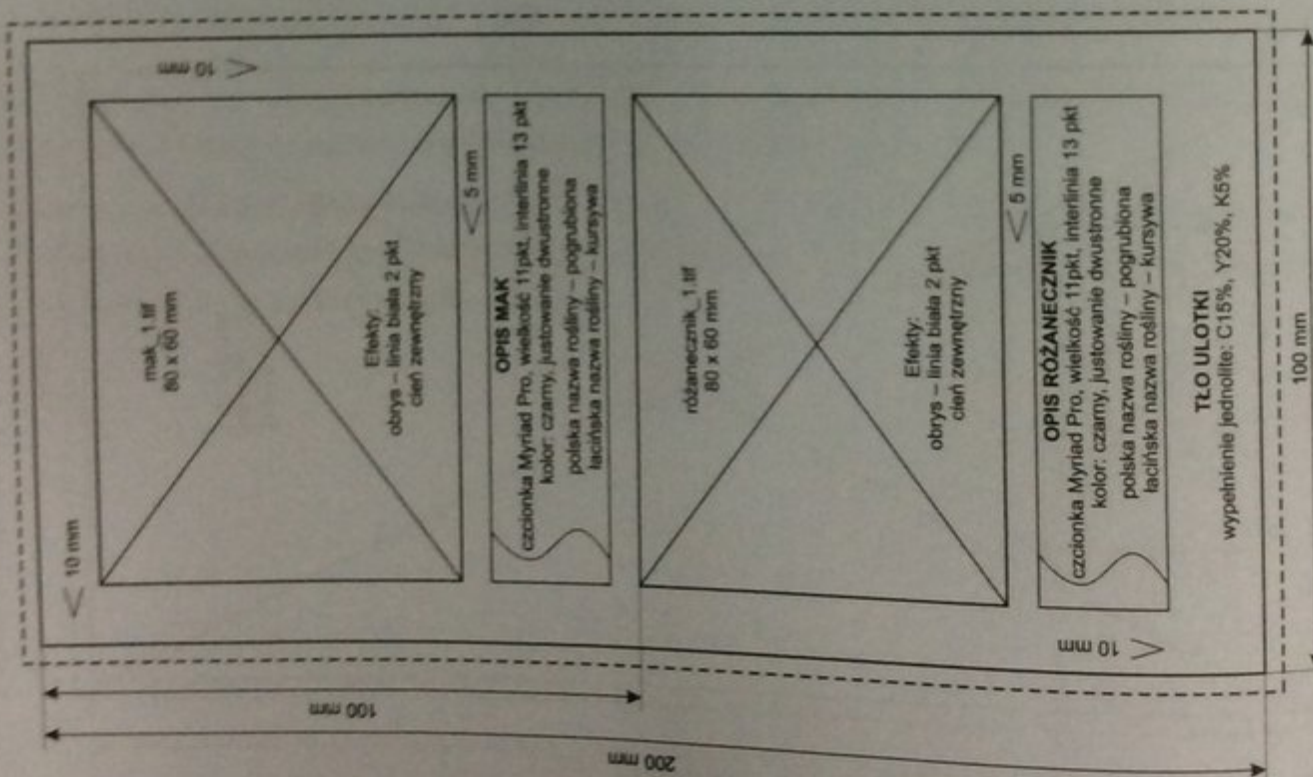 10 mm
10 mm
mak_1.tif
80 x 60 mm
Efekty:
obrys – linia biała 2 pkt
cień zewnętrzny
5 mm
OPIS MAK
czcionka Myriad Pro, wielkość 11pkt, interlinia 13 pkt
kolor: czarny, justowanie dwustronne
polska nazwa rośliny – pogrubiona
łacińska nazwa rośliny – kursywa
różanecznik_1.tif
80 x 60 mm
Efekty:
obrys – linia biała 2 pkt
cień zewnętrzny
5 mm
OPIS RÓŻANECZNIK
czcionka Myriad Pro, wielkość 11pkt, interlinia 13 pkt
kolor: czarny, justowanie dwustronne
polska nazwa rośliny – pogrubiona
łacińska nazwa rośliny – kursywa
10 mm
TŁO ULOTKI
wypełnienie jednolite: C15%, Y20%, K5%
100 mm
100 mm
200 mm